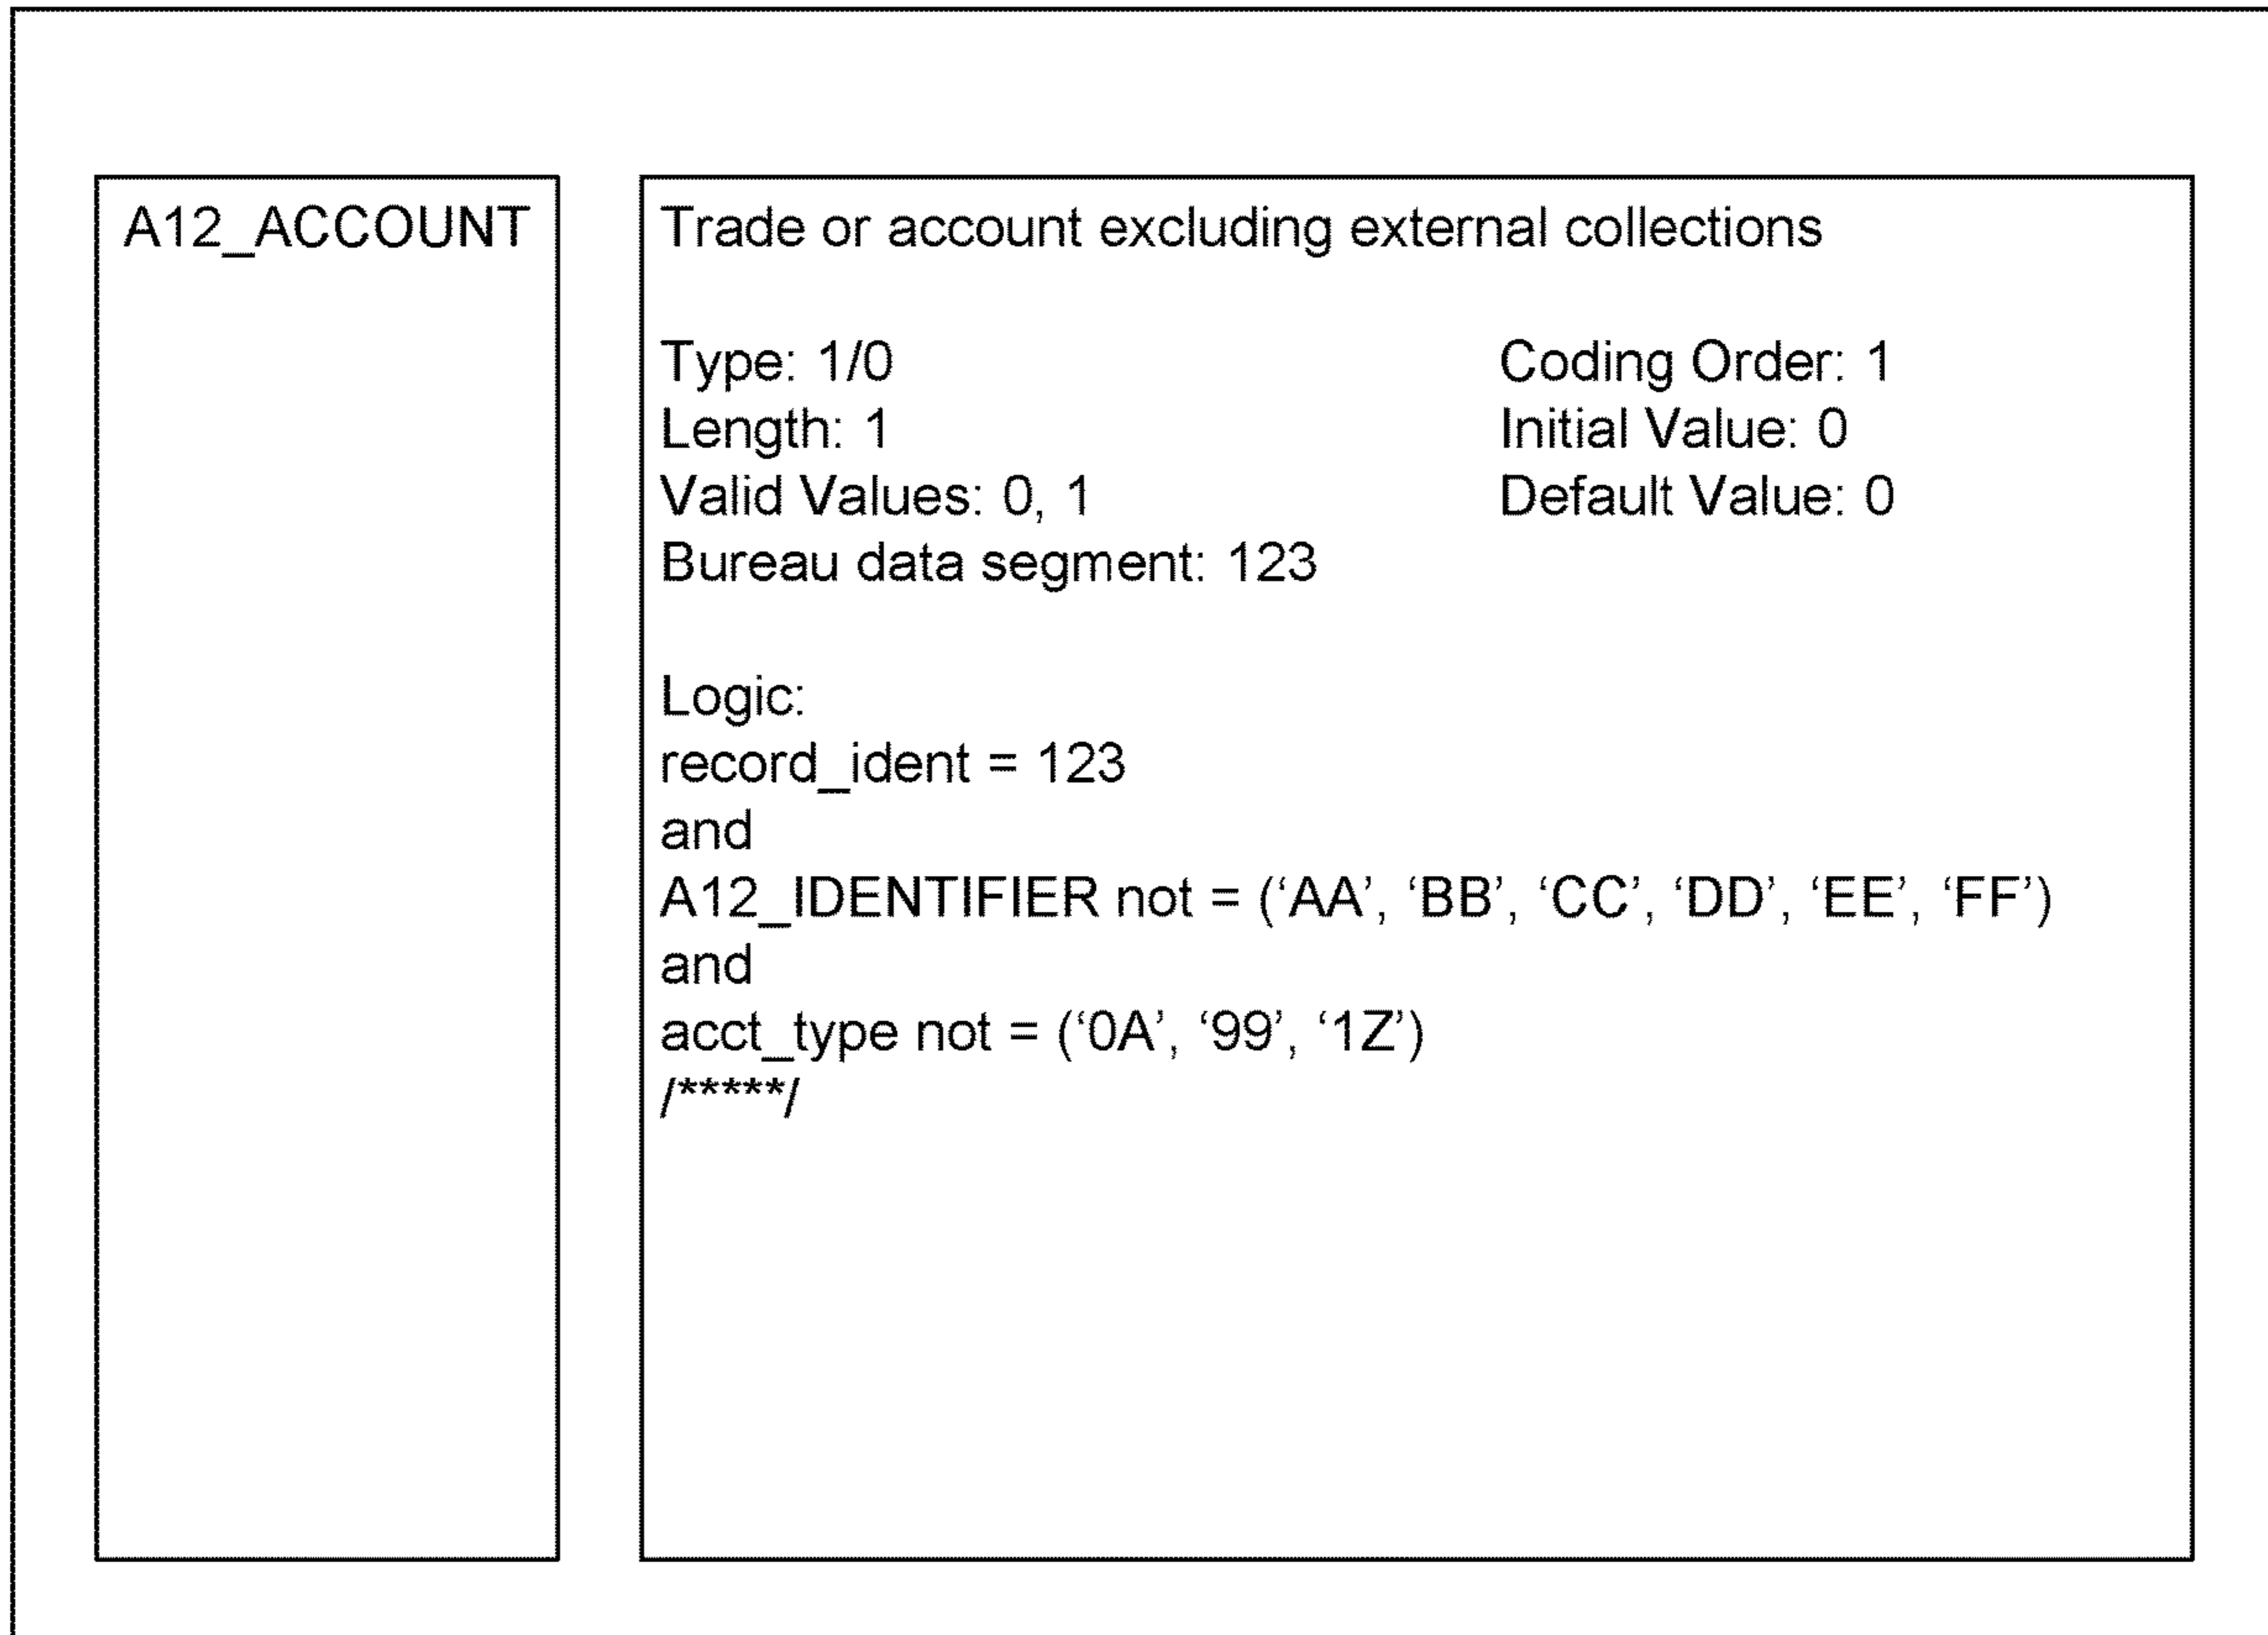 A12_ACCOUNT
Trade or account excluding external collections
Type: 1/0
Coding Order: 1
Length: 1
Initial Value: 0
Valid Values: 0, 1
Default Value: 0
Bureau data segment: 123
Logic:
record_ident = 123
and
A12_IDENTIFIER not = (‘AA’, ‘BB’, ‘CC’, ‘DD’, ‘EE’, ‘FF’)
and
acct_type not = (‘0A’, ‘99’, ‘1Z’)
/*****/